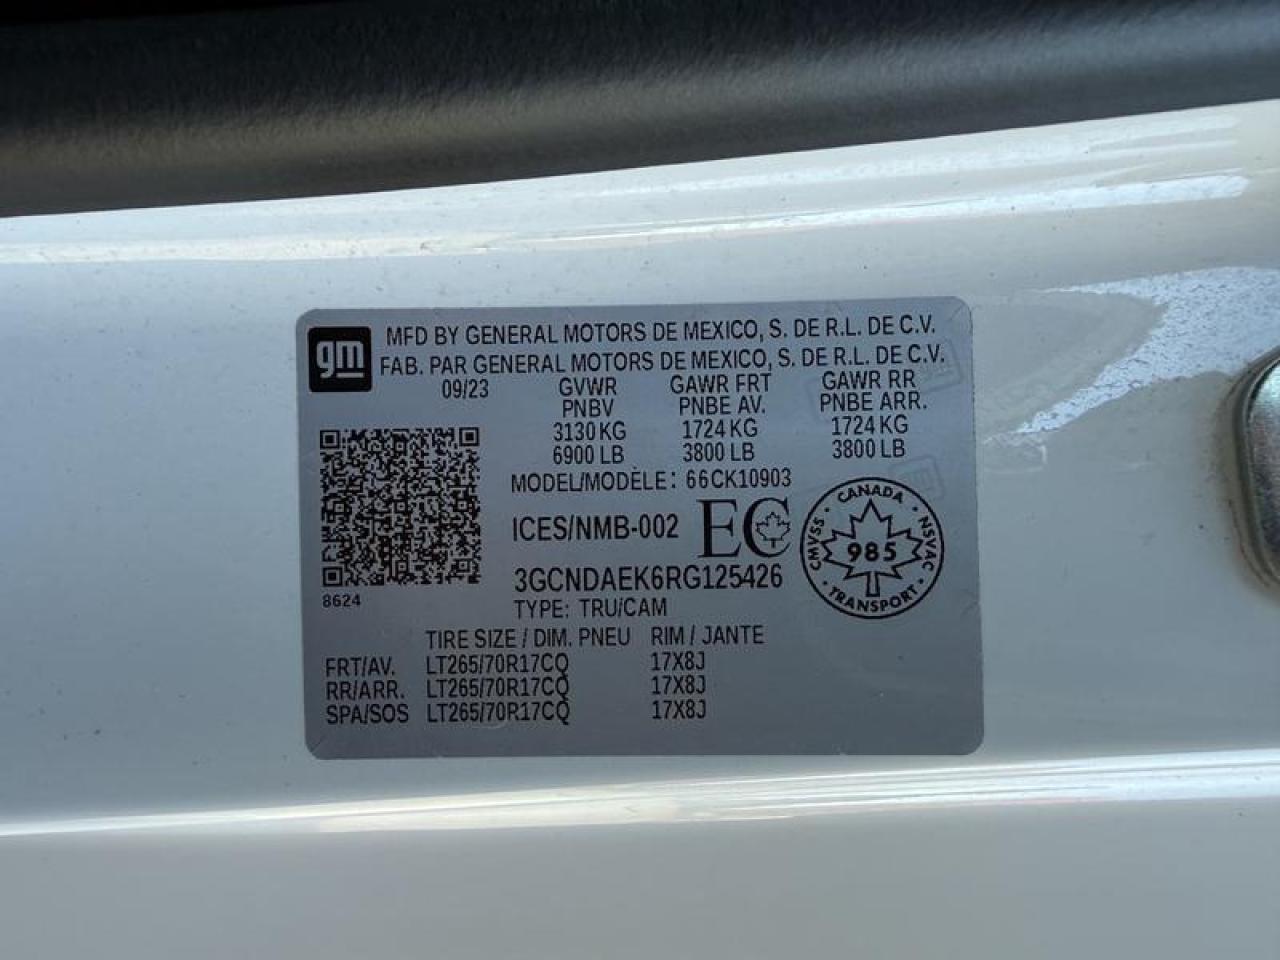 gm
MFD BY GENERAL MOTORS DE MEXICO, S. DE R.L. DE C.V.
FAB. PAR GENERAL MOTORS DE MEXICO, S. DE R.L. DE C.V.
09/23 GVWR GAWR FRT GAWR RR
PNBV PNBE AV. PNBE ARR.
3130 KG 1724 KG 1724 KG
6900 LB 3800 LB 3800 LB
MODEL/MODÈLE: 66CK10903
ICES/NMB-002 EC
CANADA
CMVSS 985 NSVAC
TRANSPORT
3GCNDAEK6RG125426
8624
TYPE: TRU/CAM
TIRE SIZE / DIM. PNEU RIM / JANTE
FRT/AV. LT265/70R17CQ 17X8J
RR/ARR. LT265/70R17CQ 17X8J
SPA/SOS LT265/70R17CQ 17X8J